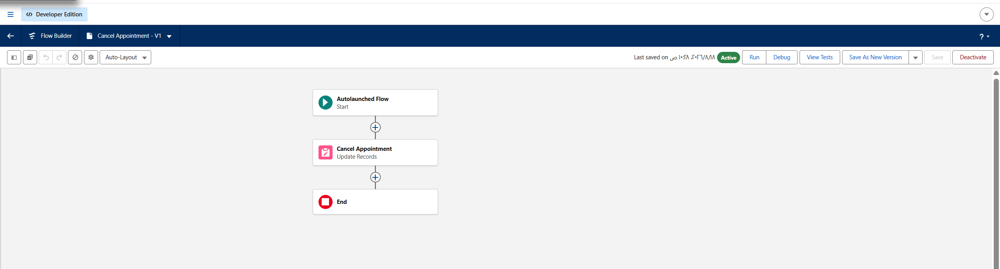 Developer Edition
Flow Builder
Cancel Appointment - V1
?
Auto-Layout
Last saved on ١٨/‏٨/‏٢٠٢٦، ١٠:٢٨ ص
Active
Run
Debug
View Tests
Save As New Version
Save
Deactivate
Autolaunched Flow
Start
Cancel Appointment
Update Records
End